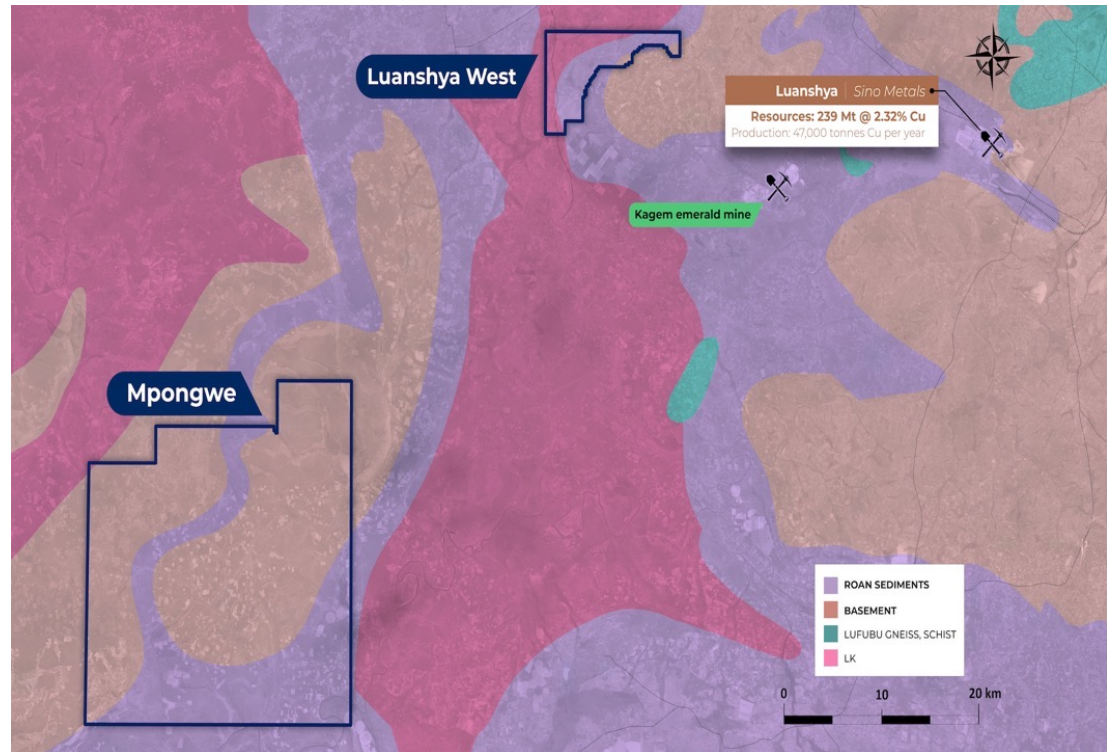 Luanshya West
Luanshya | Sino Metals
Resources: 239 Mt @ 2.32% Cu
Production: 47,000 tonnes Cu per year
Kagem emerald mine
Mpongwe
ROAN SEDIMENTS
BASEMENT
LUFUBU GNEISS, SCHIST
LK
0 10 20 km